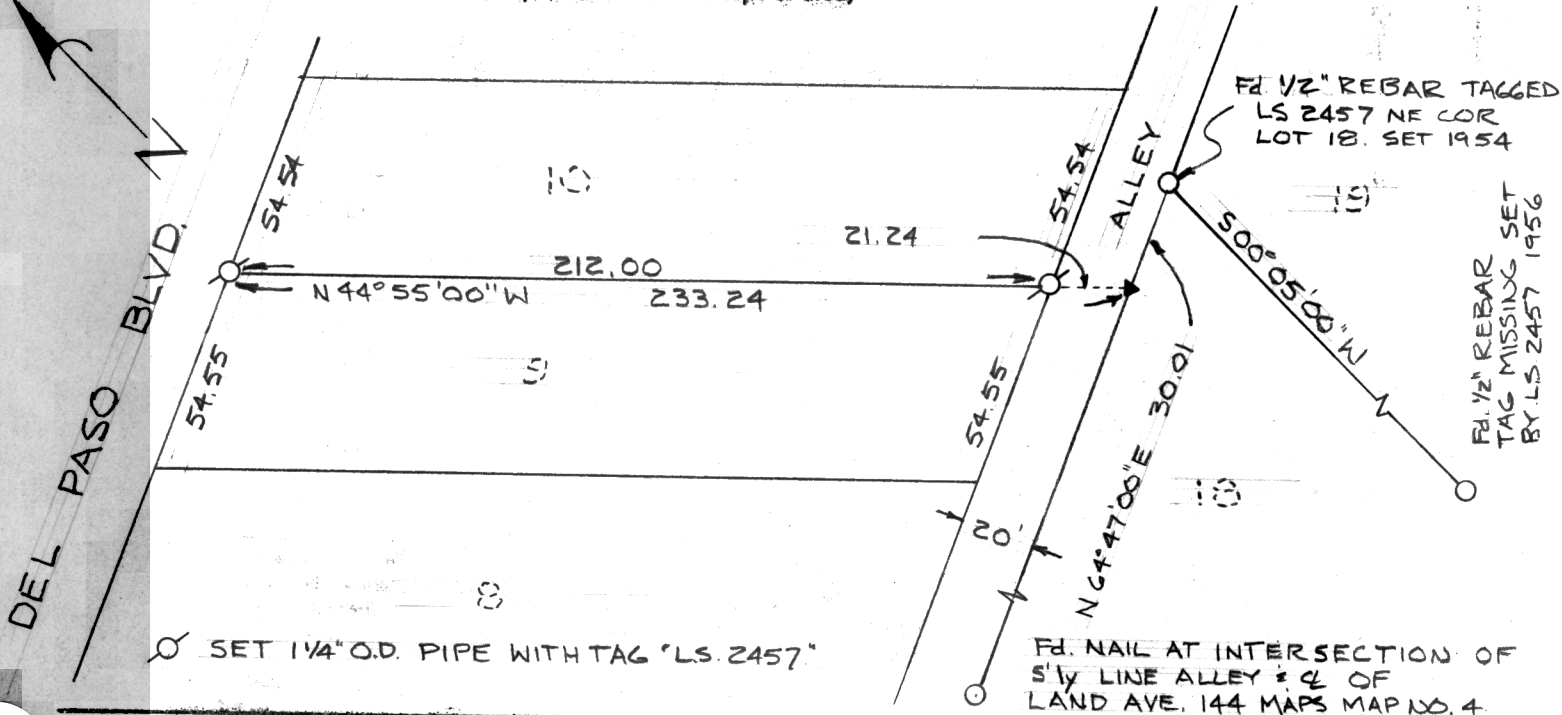 N
DEL PASO BLVD.
54.54
10
54.54
ALLEY
Fd. 1/2" REBAR TAGGED
LS 2457 NE COR
LOT 18. SET 1954
19
21.24
212.00
N 44°55'00" W
233.24
S00°05'00"W
Fd. 1/2" REBAR
TAG MISSING SET
BY L.S 2457 1956
54.55
9
54.55
N 64°47'00"E 30.01
18
20'
8
SET 1 1/4" O.D. PIPE WITH TAG "L.S. 2457"
Fd. NAIL AT INTERSECTION OF
S'ly LINE ALLEY & ℄ OF
LAND AVE. 144 MAPS MAP NO. 4